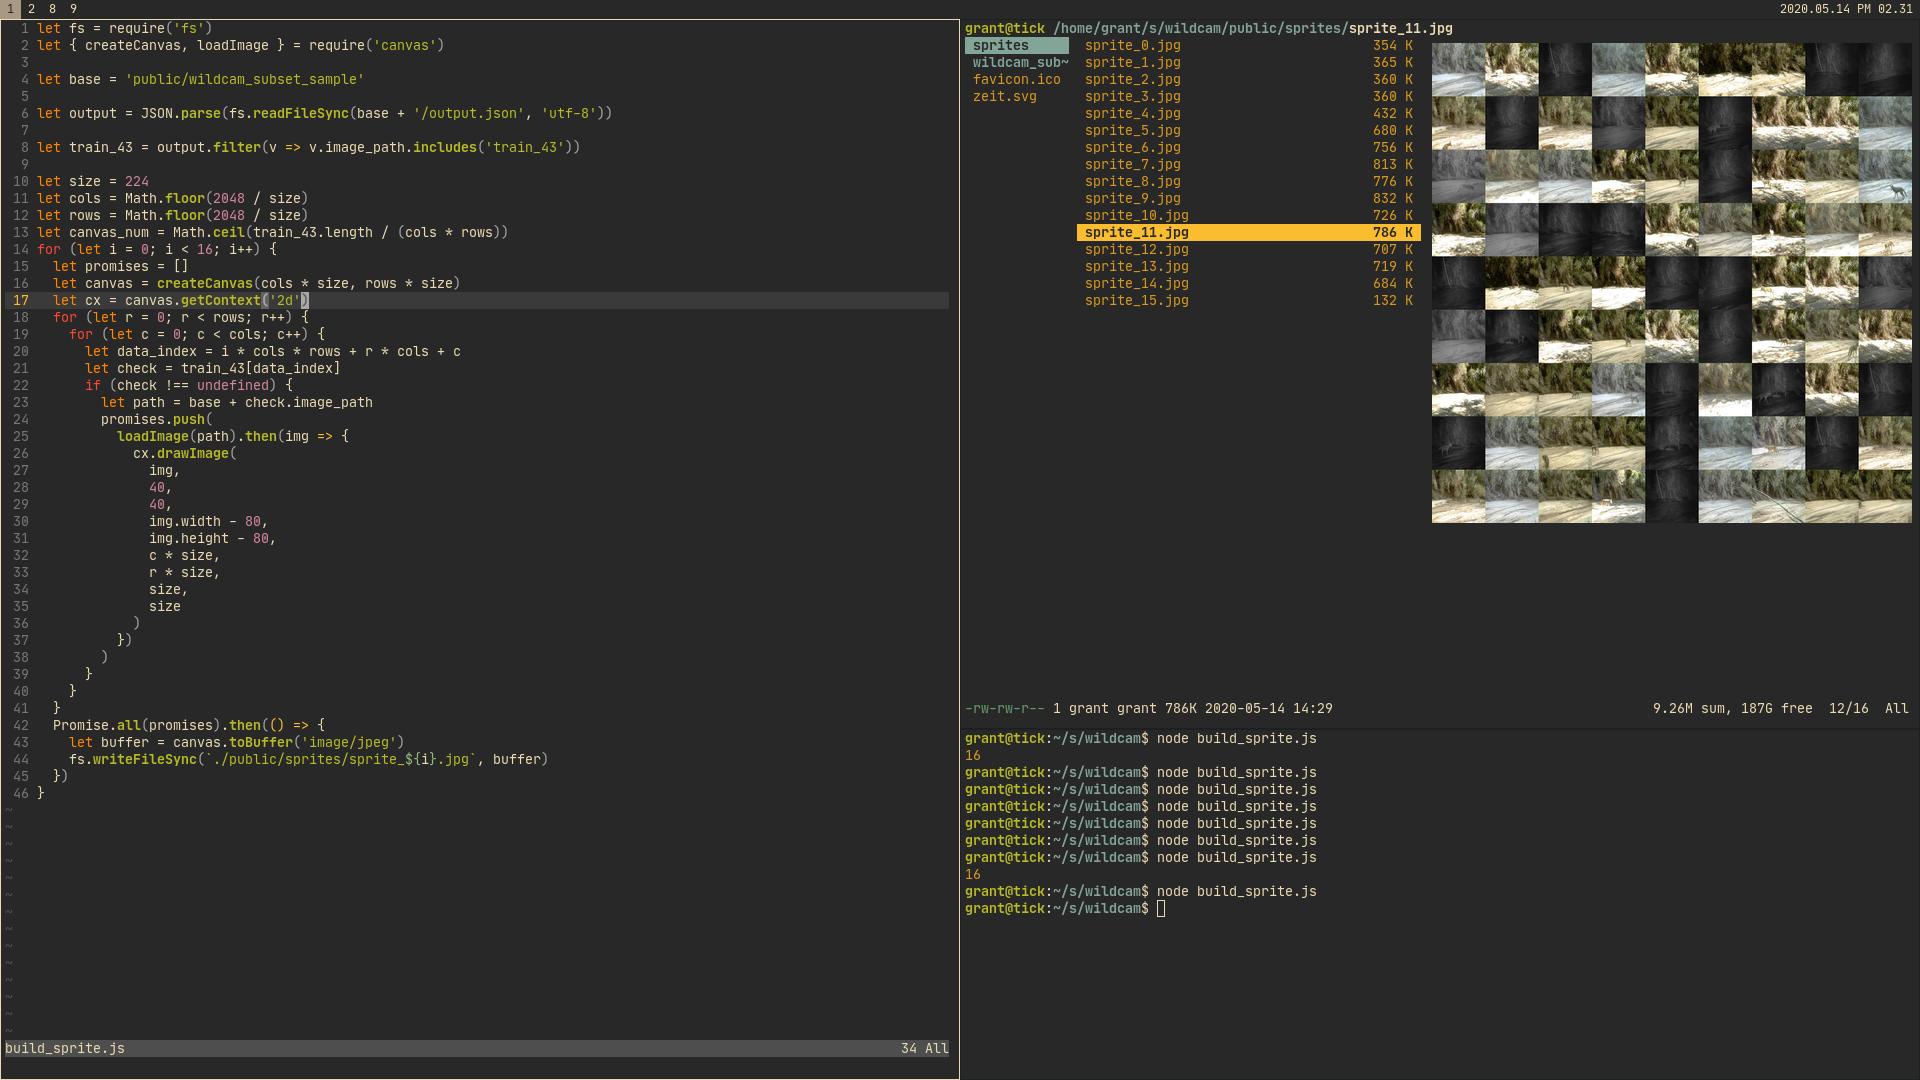 1 2 8 9 2020.05.14 PM 02.31
1 let fs = require('fs')
2 let { createCanvas, loadImage } = require('canvas')
3
4 let base = 'public/wildcam_subset_sample'
5
6 let output = JSON.parse(fs.readFileSync(base + '/output.json', 'utf-8'))
7
8 let train_43 = output.filter(v => v.image_path.includes('train_43'))
9
10 let size = 224
11 let cols = Math.floor(2048 / size)
12 let rows = Math.floor(2048 / size)
13 let canvas_num = Math.ceil(train_43.length / (cols * rows))
14 for (let i = 0; i < 16; i++) {
15   let promises = []
16   let canvas = createCanvas(cols * size, rows * size)
17   let cx = canvas.getContext('2d')
18   for (let r = 0; r < rows; r++) {
19     for (let c = 0; c < cols; c++) {
20       let data_index = i * cols * rows + r * cols + c
21       let check = train_43[data_index]
22       if (check !== undefined) {
23         let path = base + check.image_path
24         promises.push(
25           loadImage(path).then(img => {
26             cx.drawImage(
27               img,
28               40,
29               40,
30               img.width - 80,
31               img.height - 80,
32               c * size,
33               r * size,
34               size,
35               size
36             )
37           })
38         )
39       }
40     }
41   }
42   Promise.all(promises).then(() => {
43     let buffer = canvas.toBuffer('image/jpeg')
44     fs.writeFileSync(`./public/sprites/sprite_${i}.jpg`, buffer)
45   })
46 }
~
~
~
~
~
~
~
~
~
~
~
~
~
~
build_sprite.js 34 All
grant@tick /home/grant/s/wildcam/public/sprites/sprite_11.jpg
sprites sprite_0.jpg 354 K
wildcam_sub~ sprite_1.jpg 365 K
favicon.ico sprite_2.jpg 360 K
zeit.svg sprite_3.jpg 360 K
sprite_4.jpg 432 K
sprite_5.jpg 680 K
sprite_6.jpg 756 K
sprite_7.jpg 813 K
sprite_8.jpg 776 K
sprite_9.jpg 832 K
sprite_10.jpg 726 K
sprite_11.jpg 786 K
sprite_12.jpg 707 K
sprite_13.jpg 719 K
sprite_14.jpg 684 K
sprite_15.jpg 132 K
-rw-rw-r-- 1 grant grant 786K 2020-05-14 14:29 9.26M sum, 187G free 12/16 All
grant@tick:~/s/wildcam$ node build_sprite.js
16
grant@tick:~/s/wildcam$ node build_sprite.js
grant@tick:~/s/wildcam$ node build_sprite.js
grant@tick:~/s/wildcam$ node build_sprite.js
grant@tick:~/s/wildcam$ node build_sprite.js
grant@tick:~/s/wildcam$ node build_sprite.js
grant@tick:~/s/wildcam$ node build_sprite.js
16
grant@tick:~/s/wildcam$ node build_sprite.js
grant@tick:~/s/wildcam$